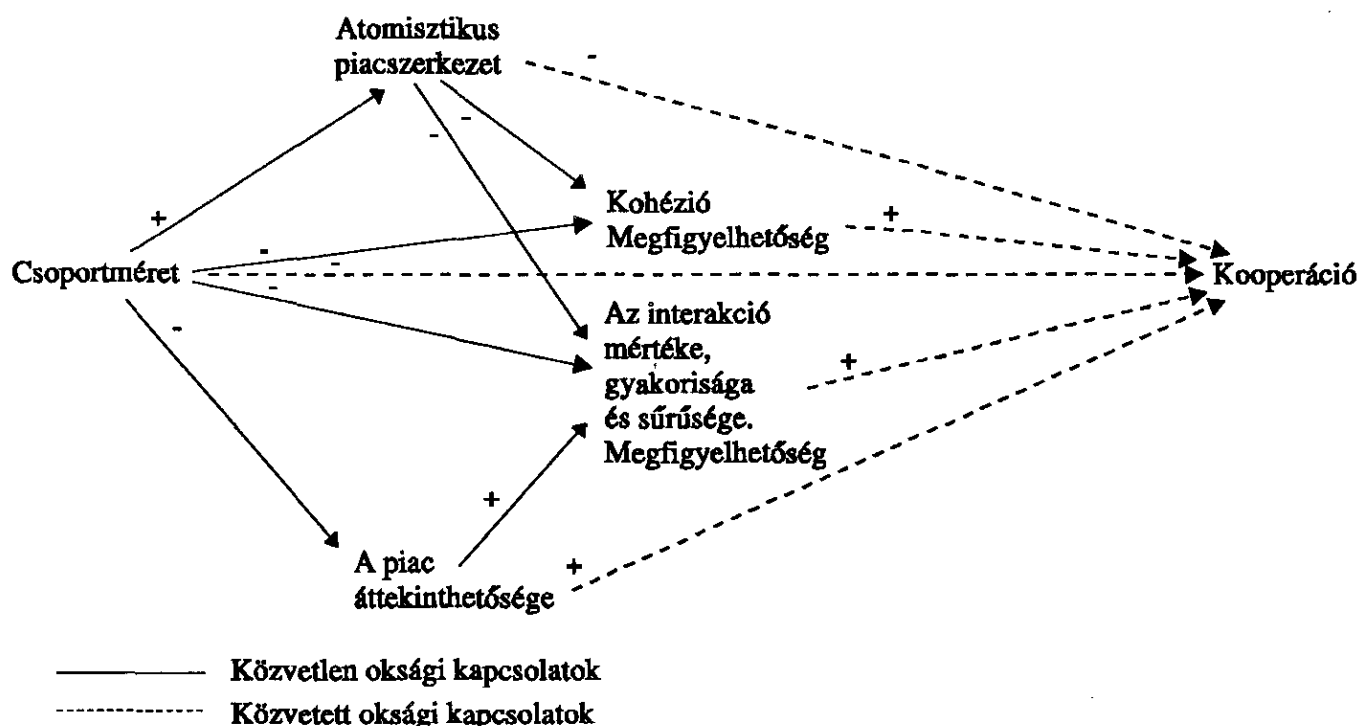 Atomisztikus
piacszerkezet
-
-
-
+
Kohézió
Megfigyelhetőség
+
-
-
Csoportméret
-
Kooperáció
-
Az interakció
mértéke,
gyakorisága
és sűrűsége.
Megfigyelhetőség
+
+
A piac
áttekinthetősége
+
Közvetlen oksági kapcsolatok
Közvetett oksági kapcsolatok